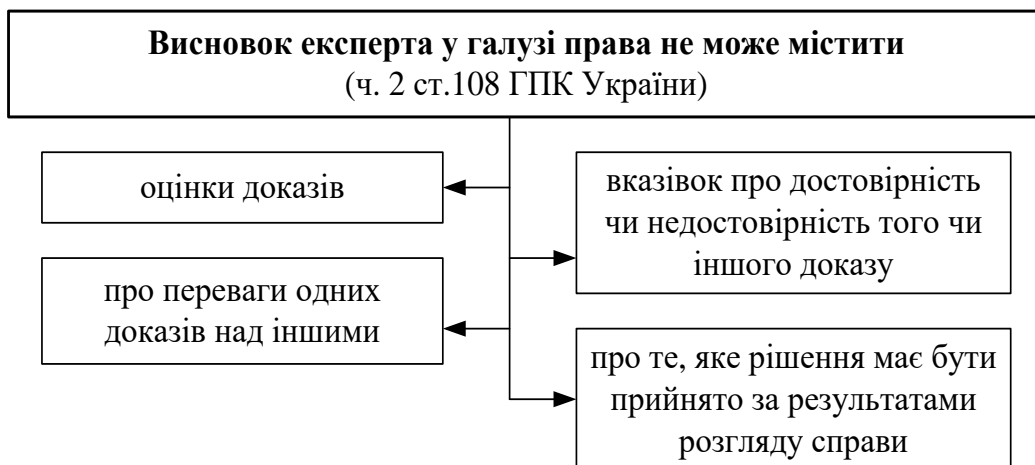 Висновок експерта у галузі права не може містити
(ч. 2 ст.108 ГПК України)
оцінки доказів
вказівок про достовірність
чи недостовірність того чи
іншого доказу
про переваги одних
доказів над іншими
про те, яке рішення має бути
прийнято за результатами
розгляду справи